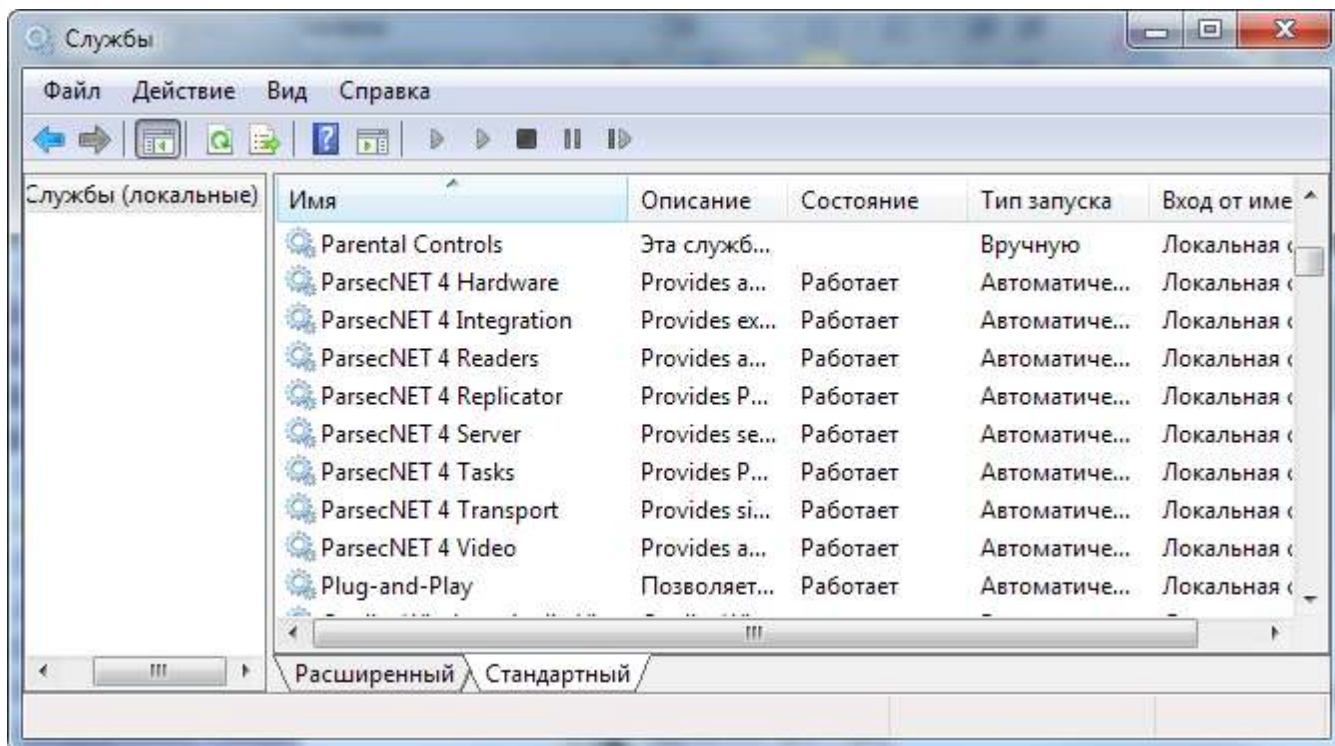 Службы
Файл Действие Вид Справка
Службы (локальные)
Имя Описание Состояние Тип запуска Вход от име
Parental Controls Эта служб... Вручную Локальная с
ParsecNET 4 Hardware Provides a... Работает Автоматиче... Локальная с
ParsecNET 4 Integration Provides ex... Работает Автоматиче... Локальная с
ParsecNET 4 Readers Provides a... Работает Автоматиче... Локальная с
ParsecNET 4 Replicator Provides P... Работает Автоматиче... Локальная с
ParsecNET 4 Server Provides se... Работает Автоматиче... Локальная с
ParsecNET 4 Tasks Provides P... Работает Автоматиче... Локальная с
ParsecNET 4 Transport Provides si... Работает Автоматиче... Локальная с
ParsecNET 4 Video Provides a... Работает Автоматиче... Локальная с
Plug-and-Play Позволяет... Работает Автоматиче... Локальная с
Расширенный Стандартный